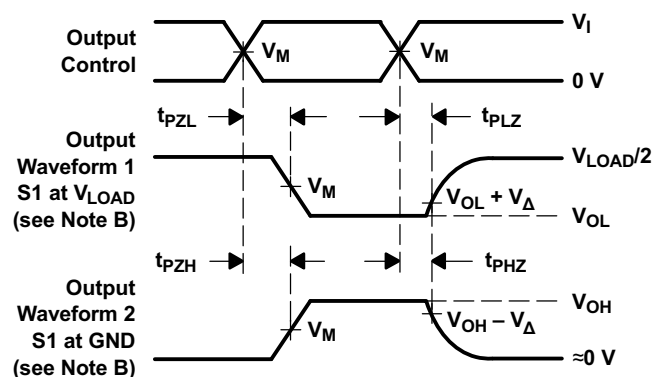 Output
Control
V_M
V_M
V_I
0 V
t_PZL
t_PLZ
Output
Waveform 1
S1 at V_LOAD
(see Note B)
V_M
V_LOAD/2
V_OL + V_Δ
V_OL
t_PZH
t_PHZ
Output
Waveform 2
S1 at GND
(see Note B)
V_M
V_OH
V_OH – V_Δ
≈0 V